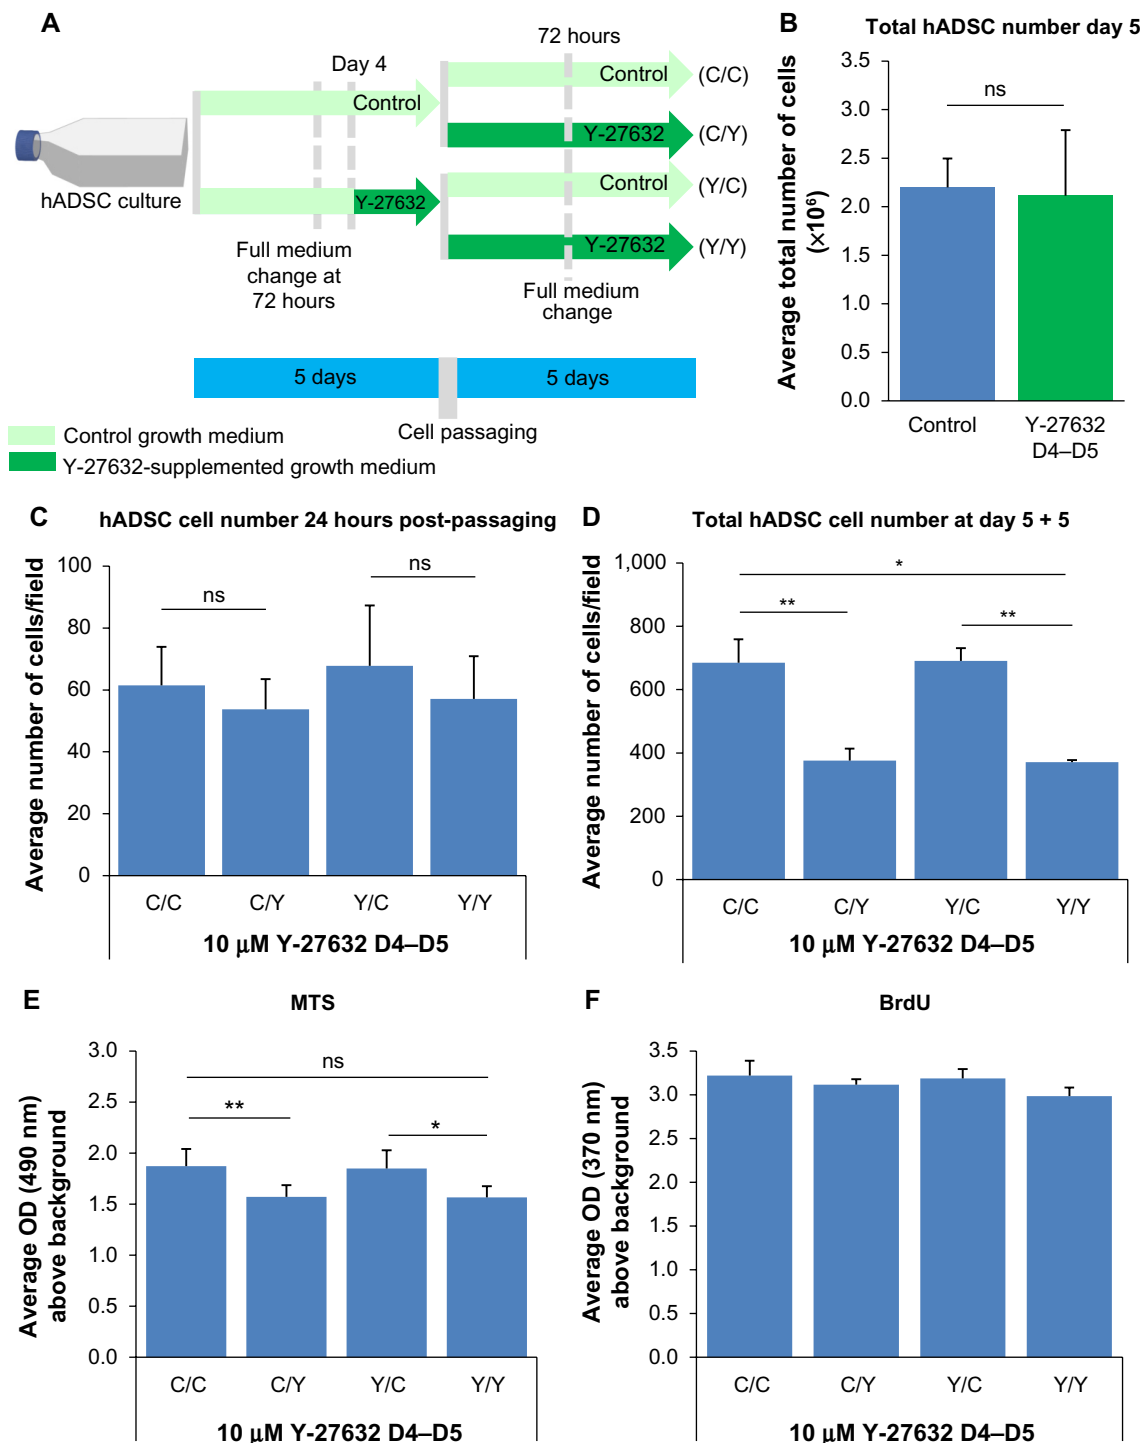 A
72 hours
Day 4
Control
Control
(C/C)
Y-27632
(C/Y)
hADSC culture
Y-27632
Control
(Y/C)
Y-27632
(Y/Y)
Full medium
change at
72 hours
Full medium
change
5 days
5 days
Cell passaging
Control growth medium
Y-27632-supplemented growth medium
B
Total hADSC number day 5
Average total number of cells
(×10⁶)
3.5
3.0
2.5
2.0
1.5
1.0
0.5
0.0
ns
Control
Y-27632
D4–D5
C
hADSC cell number 24 hours post-passaging
Average number of cells/field
100
80
60
40
20
0
ns
ns
C/C
C/Y
Y/C
Y/Y
10 μM Y-27632 D4–D5
D
Total hADSC cell number at day 5 + 5
Average number of cells/field
1,000
800
600
400
200
0
*
**
**
C/C
C/Y
Y/C
Y/Y
10 μM Y-27632 D4–D5
E
MTS
Average OD (490 nm)
above background
3.0
2.5
2.0
1.5
1.0
0.5
0.0
ns
**
*
C/C
C/Y
Y/C
Y/Y
10 μM Y-27632 D4–D5
F
BrdU
Average OD (370 nm)
above background
3.5
3.0
2.5
2.0
1.5
1.0
0.5
0.0
C/C
C/Y
Y/C
Y/Y
10 μM Y-27632 D4–D5